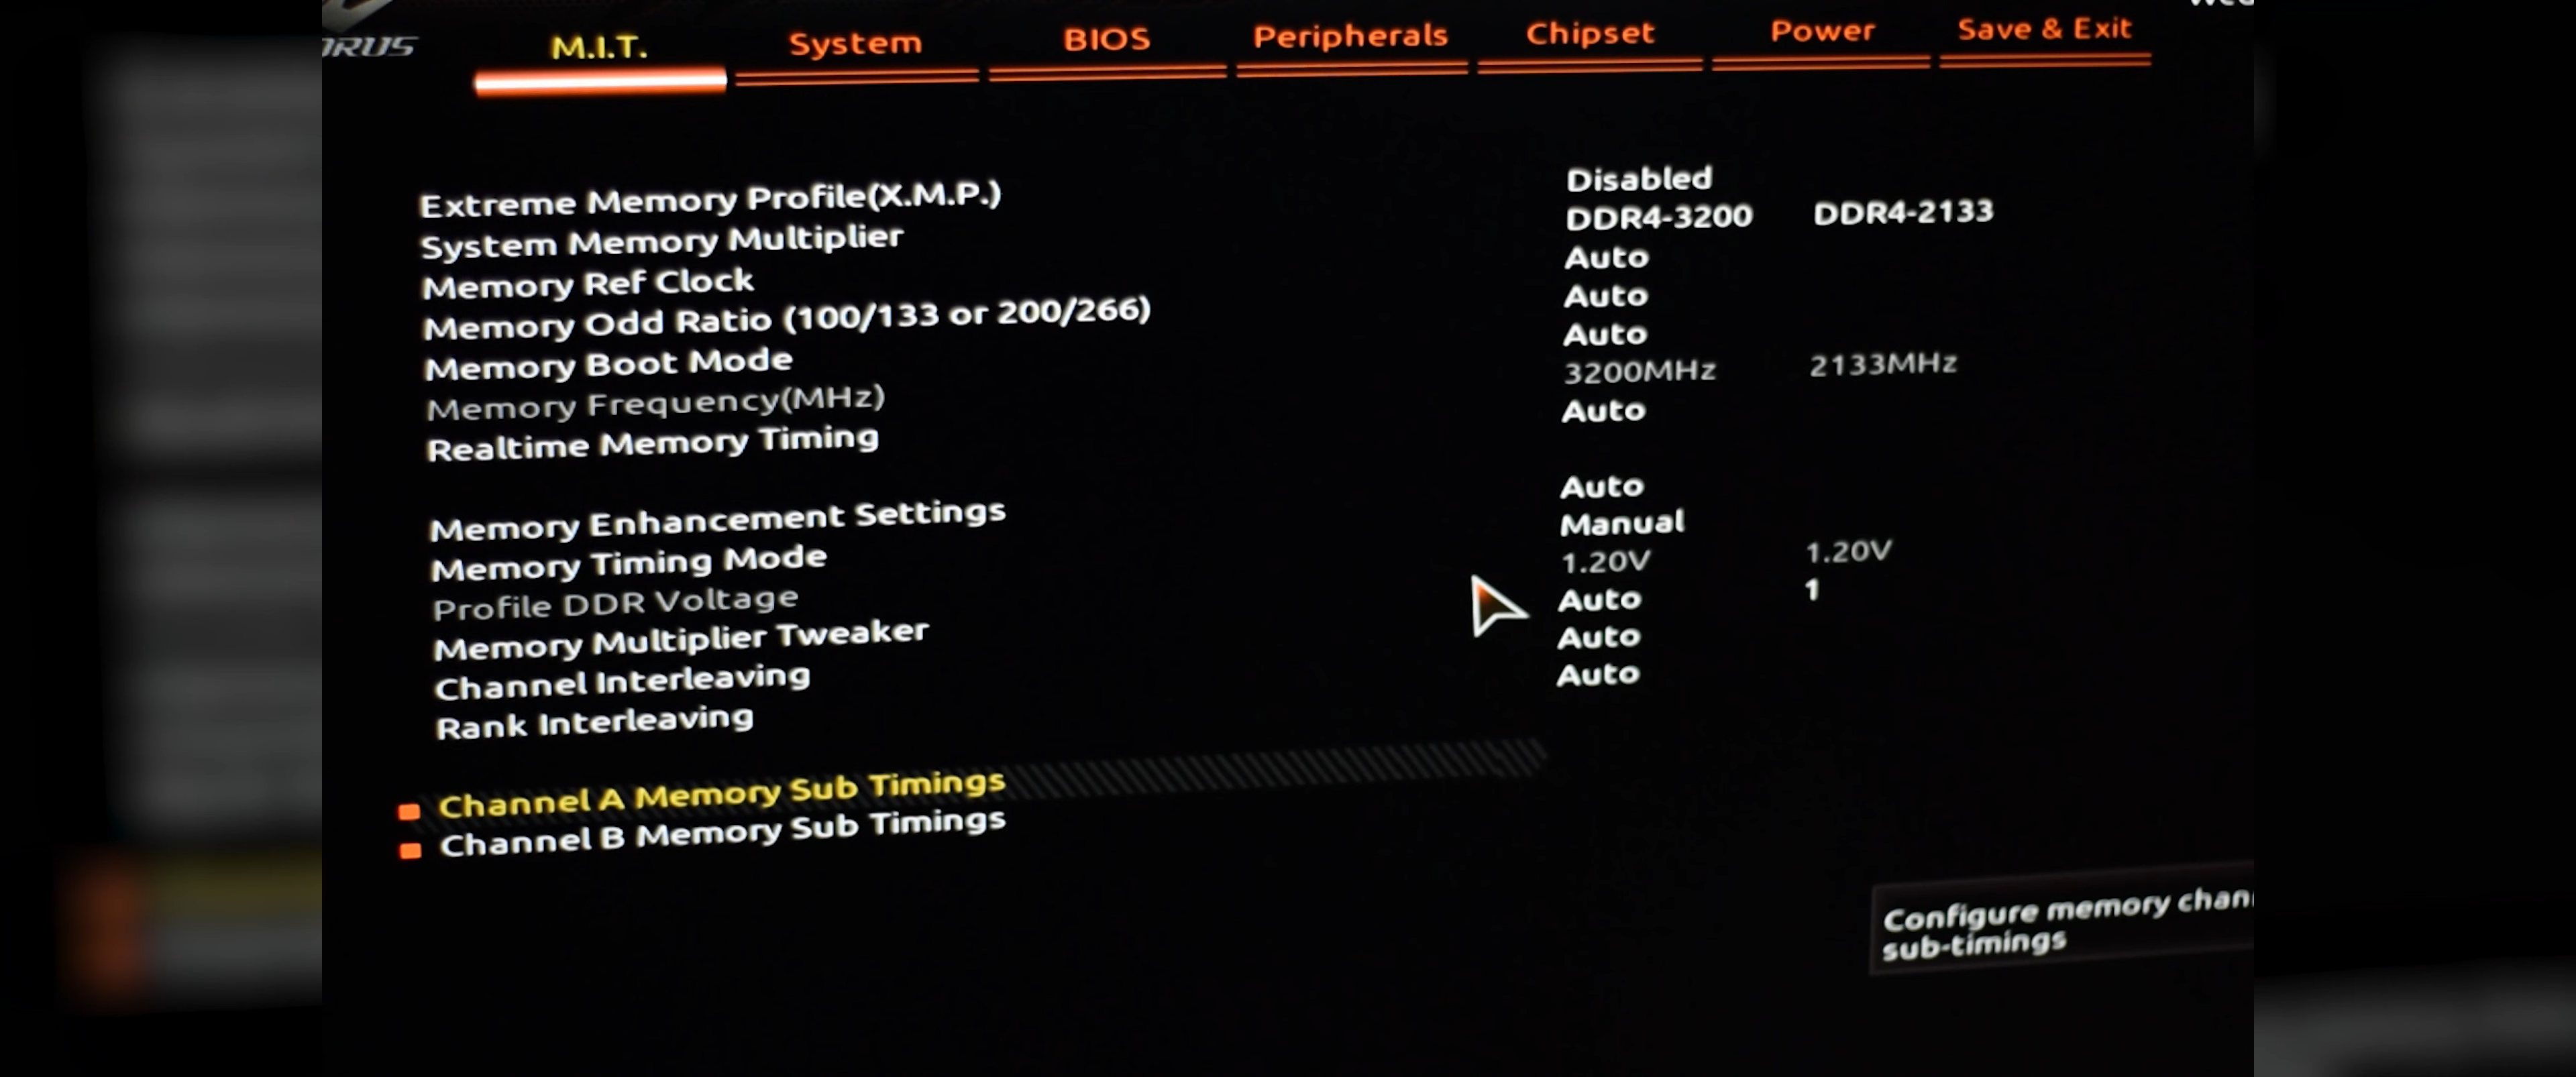 M.I.T. System BIOS Peripherals Chipset Power Save & Exit
Extreme Memory Profile(X.M.P.) Disabled
System Memory Multiplier DDR4-3200 DDR4-2133
Memory Ref Clock Auto
Memory Odd Ratio (100/133 or 200/266) Auto
Memory Boot Mode Auto
Memory Frequency(MHz) 3200MHz 2133MHz
Realtime Memory Timing Auto
Memory Enhancement Settings Auto
Memory Timing Mode Manual
Profile DDR Voltage 1.20V 1.20V
Memory Multiplier Tweaker Auto 1
Channel Interleaving Auto
Rank Interleaving Auto
Channel A Memory Sub Timings
Channel B Memory Sub Timings
Configure memory
sub-timings